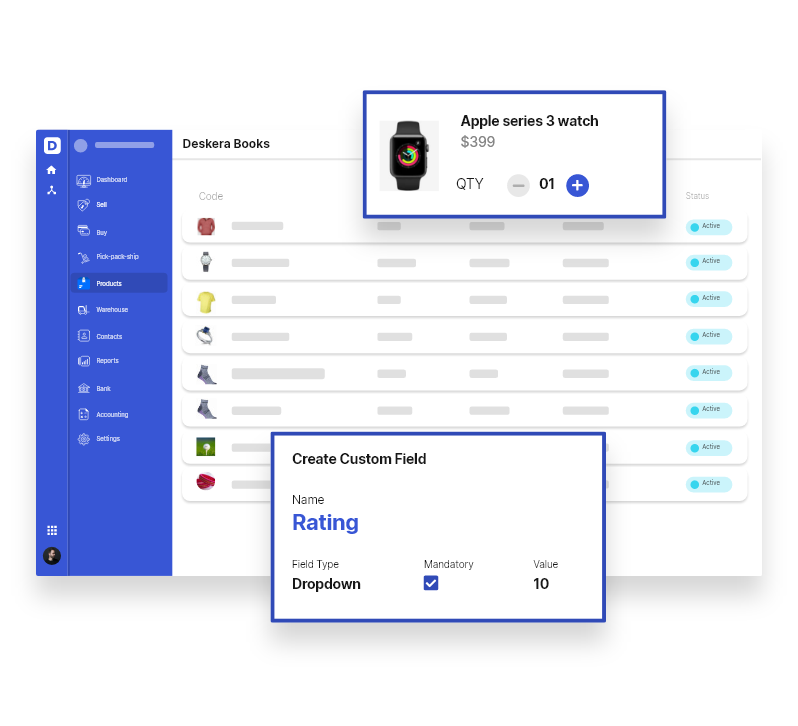 D
Deskera Books
Apple series 3 watch
$399
QTY
01
Code
Status
Dashboard
Sell
Buy
Pick-pack-ship
Products
Warehouse
Contacts
Reports
Bank
Accounting
Settings
Active
Active
Active
Active
Active
Active
Active
Active
Create Custom Field
Name
Rating
Field Type Mandatory Value
Dropdown 10